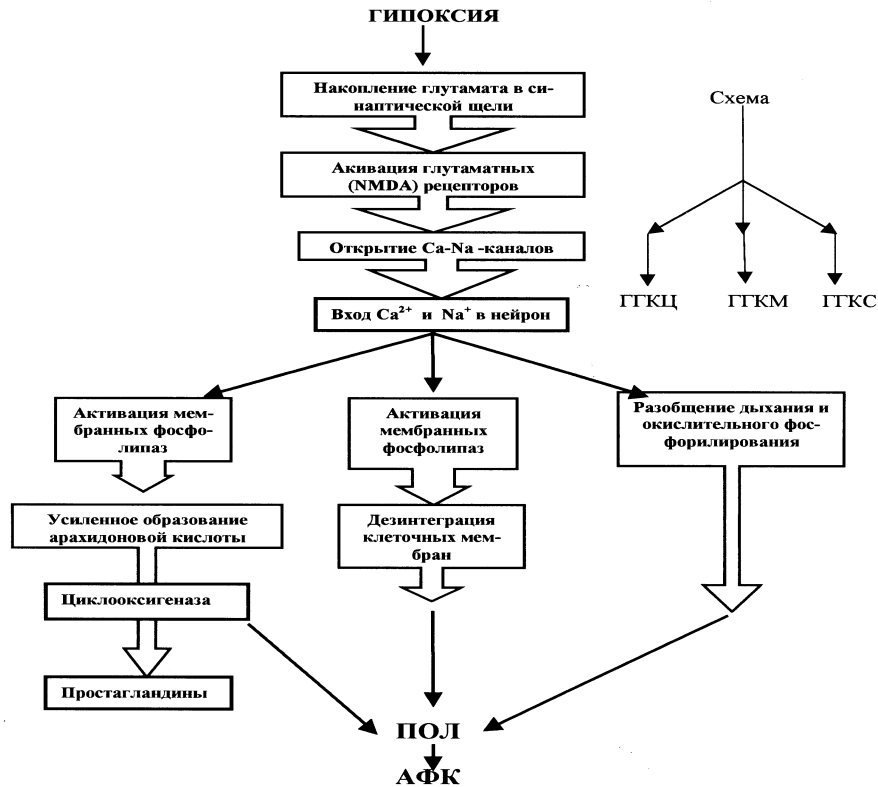 ГИПОКСИЯ
Накопление глутамата в си-
наптической щели
Акивация глутаматных
(NMDA) рецепторов
Открытие Ca-Na -каналов
Вход Ca²⁺ и Na⁺ в нейрон
Схема
ГГКЦ ГГКМ ГГКС
Активация мем-
бранных фосфо-
липаз
Активация
мембранных
фосфолипаз
Разобщение дыхания и
окислительного фос-
форилирования
Усиленное образование
арахидоновой кислоты
Дезинтеграция
клеточных мем-
бран
Циклооксигеназа
Простагландины
ПОЛ
АФК